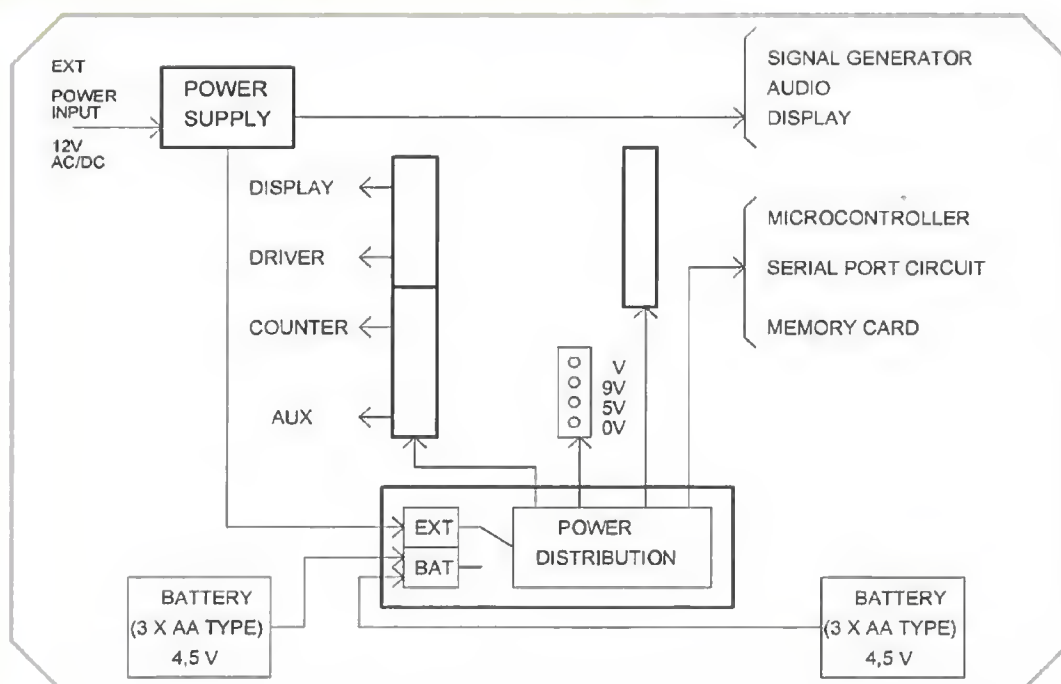 EXT
POWER
INPUT
12V
AC/DC
POWER
SUPPLY
SIGNAL GENERATOR
AUDIO
DISPLAY
DISPLAY
DRIVER
COUNTER
AUX
MICROCONTROLLER
SERIAL PORT CIRCUIT
MEMORY CARD
V
9V
5V
0V
EXT
BAT
POWER
DISTRIBUTION
BATTERY
(3 X AA TYPE)
4,5 V
BATTERY
(3 X AA TYPE)
4,5 V